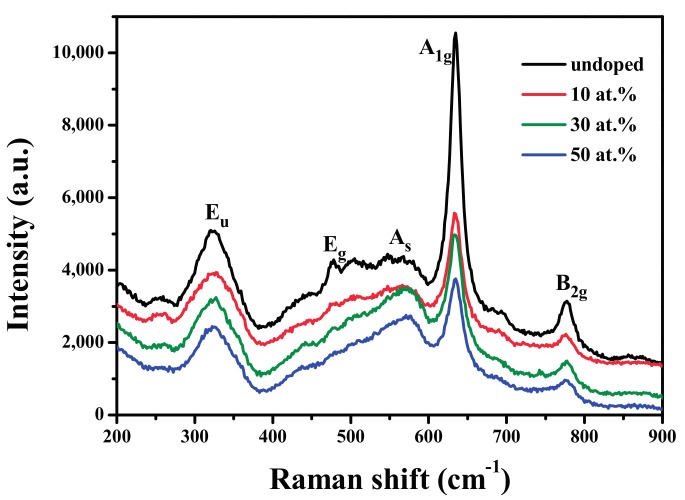 Intensity (a.u.)
10,000
8,000
6,000
4,000
2,000
0
A1g
undoped
10 at.%
30 at.%
50 at.%
Eu
Eg
As
B2g
200 300 400 500 600 700 800 900
Raman shift (cm-1)